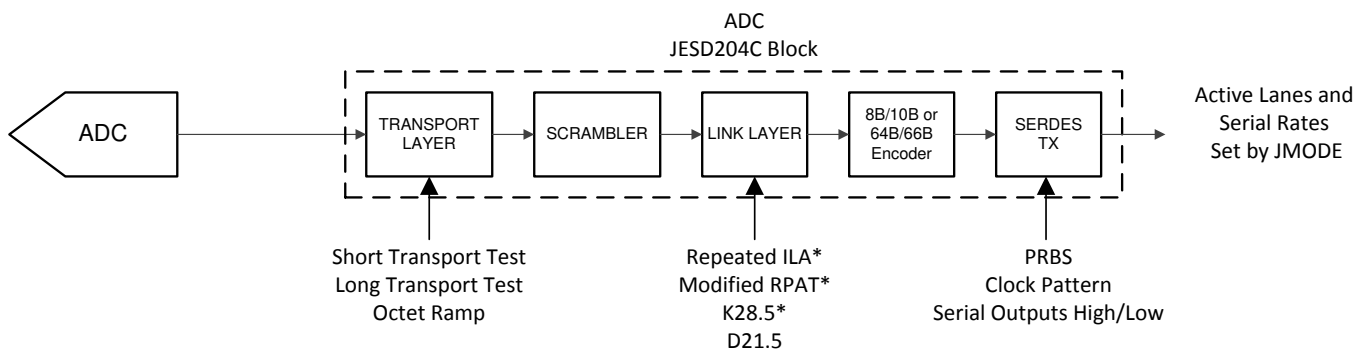 ADC
JESD204C Block
ADC
TRANSPORT
LAYER
SCRAMBLER
LINK LAYER
8B/10B or
64B/66B
Encoder
SERDES
TX
Active Lanes and
Serial Rates
Set by JMODE
Short Transport Test
Long Transport Test
Octet Ramp
Repeated ILA*
Modified RPAT*
K28.5*
D21.5
PRBS
Clock Pattern
Serial Outputs High/Low